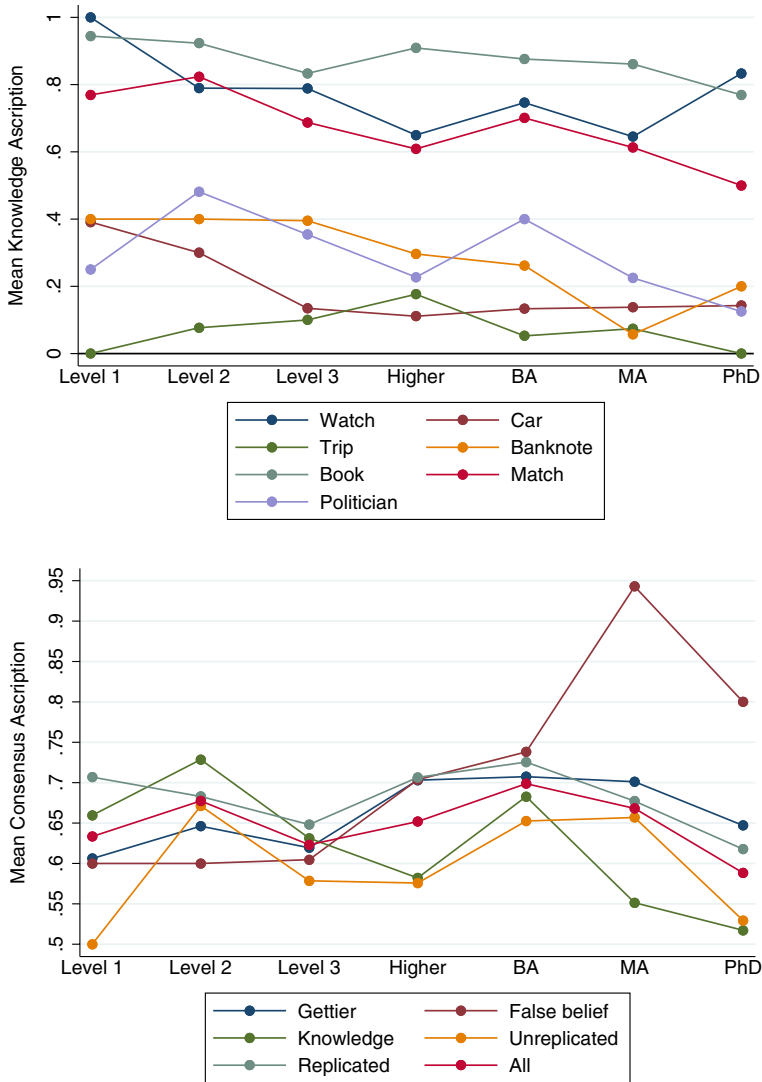 Mean Knowledge Ascription
1
.8
.6
.4
.2
0
Level 1 Level 2 Level 3 Higher BA MA PhD
Watch Car
Trip Banknote
Book Match
Politician
Mean Consensus Ascription
.95
.9
.85
.8
.75
.7
.65
.6
.55
.5
Level 1 Level 2 Level 3 Higher BA MA PhD
Gettier False belief
Knowledge Unreplicated
Replicated All